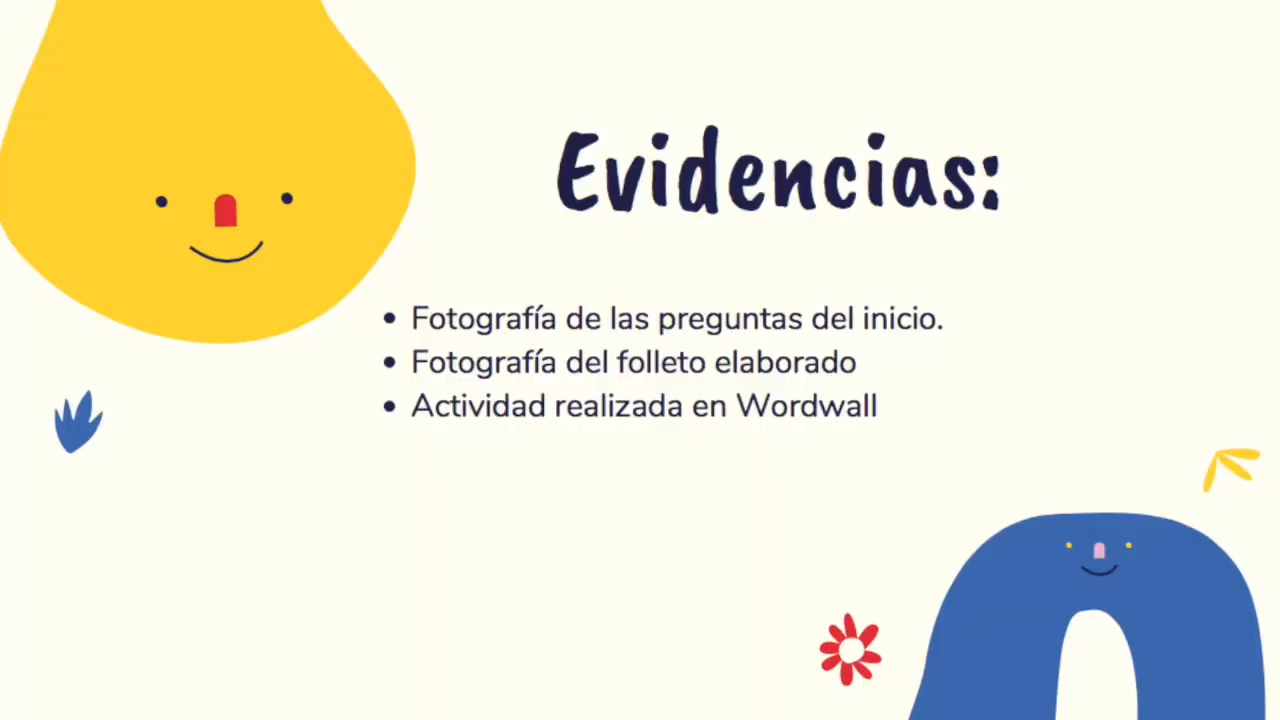 Evidencias:
Fotografía de las preguntas del inicio.
Fotografía del folleto elaborado
Actividad realizada en Wordwall